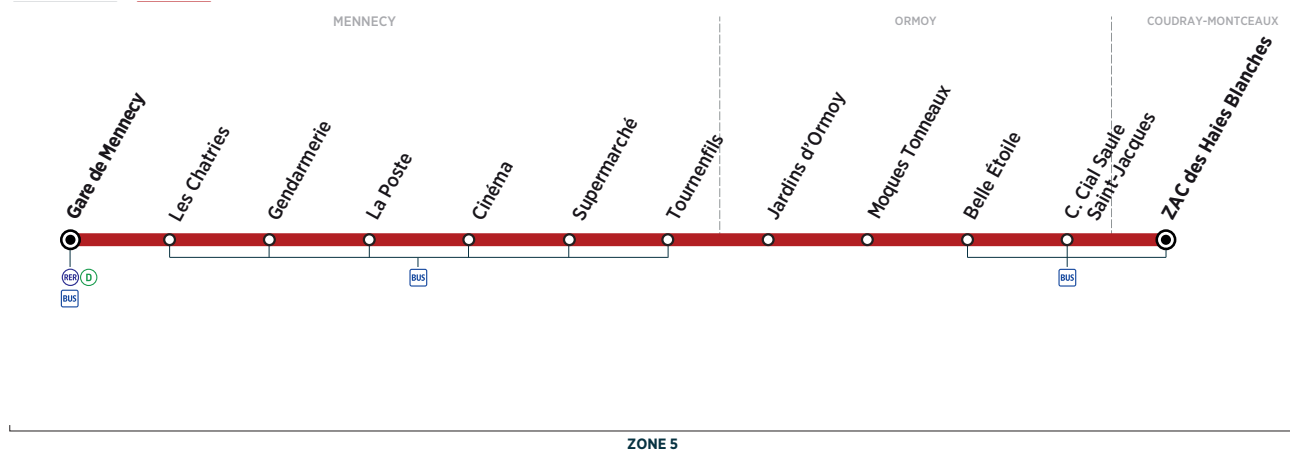 MENNECY
ORMOY
COUDRAY-MONTCEAUX
Gare de Mennecy
Les Chatries
Gendarmerie
La Poste
Cinéma
Supermarché
Tournenfils
Jardins d'Ormoy
Moques Tonneaux
Belle Étoile
C. Cial Saule
Saint-Jacques
ZAC des Haies Blanches
RER D
BUS
BUS
BUS
ZONE 5